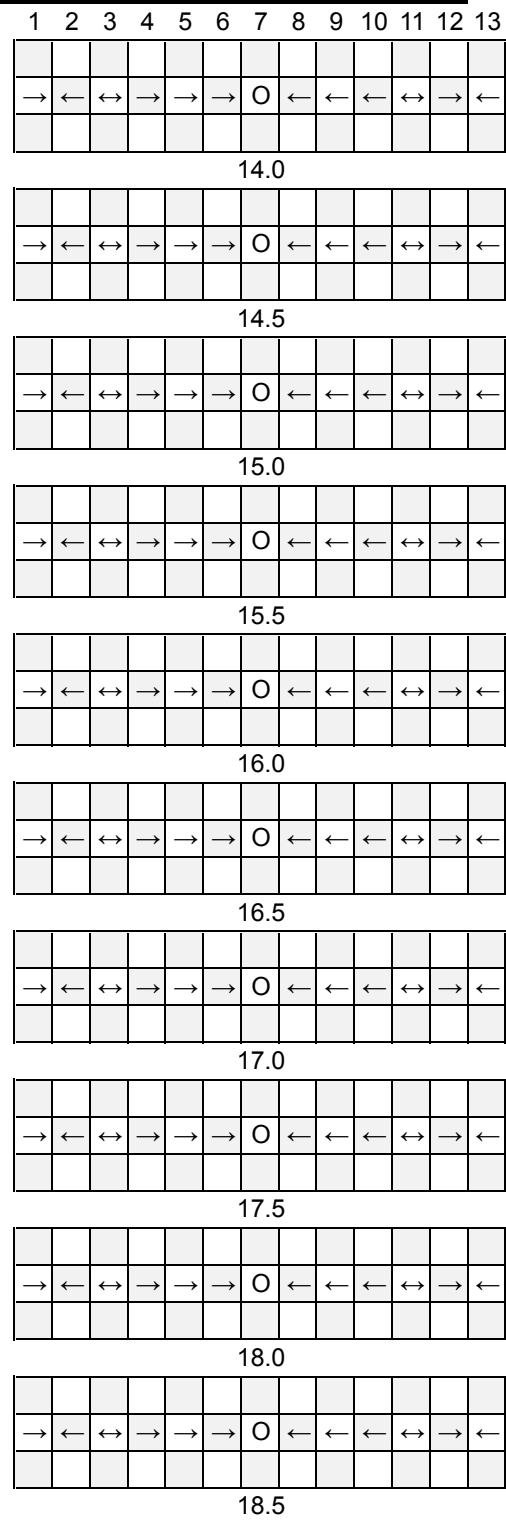 1 2 3 4 5 6 7 8 9 10 11 12 13
→ ← ↔ → → → O ← ← ← ↔ → ←
14.0
→ ← ↔ → → → O ← ← ← ↔ → ←
14.5
→ ← ↔ → → → O ← ← ← ↔ → ←
15.0
→ ← ↔ → → → O ← ← ← ↔ → ←
15.5
→ ← ↔ → → → O ← ← ← ↔ → ←
16.0
→ ← ↔ → → → O ← ← ← ↔ → ←
16.5
→ ← ↔ → → → O ← ← ← ↔ → ←
17.0
→ ← ↔ → → → O ← ← ← ↔ → ←
17.5
→ ← ↔ → → → O ← ← ← ↔ → ←
18.0
→ ← ↔ → → → O ← ← ← ↔ → ←
18.5